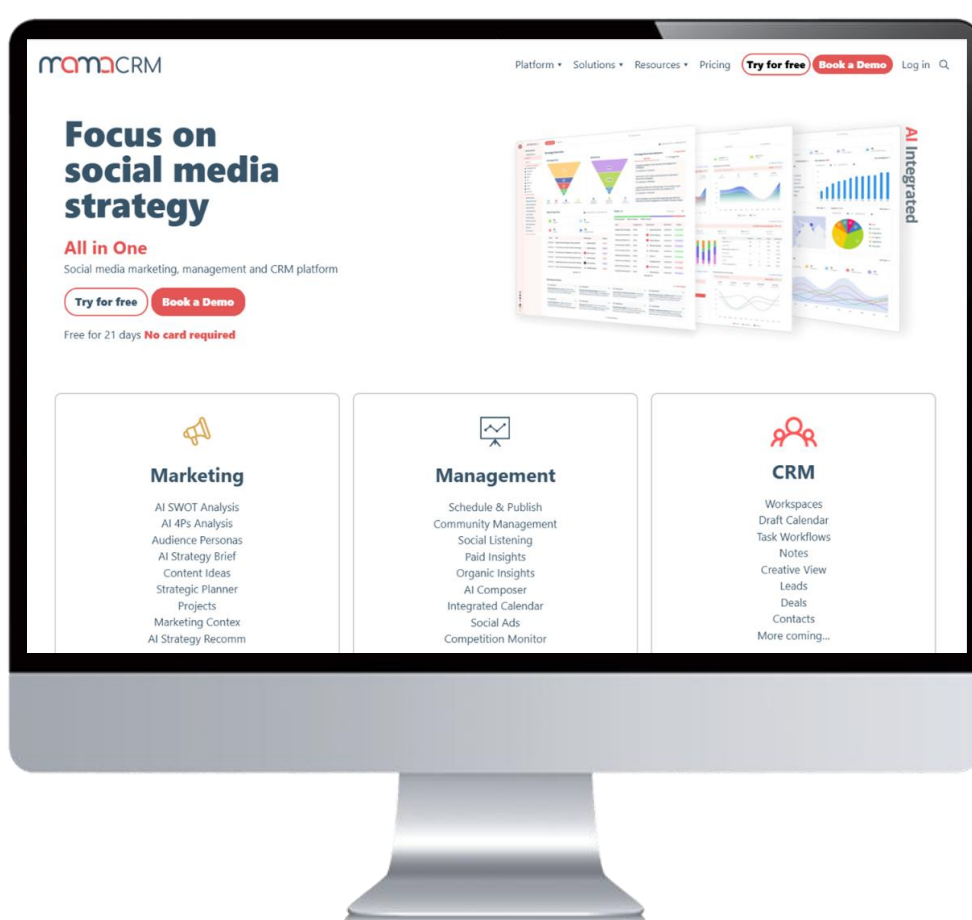 mamaCRM
Platform Solutions Resources Pricing Try for free Book a Demo Log in
Focus on
social media
strategy
All in One
Social media marketing, management and CRM platform
Try for free Book a Demo
Free for 21 days No card required
AI Integrated
Marketing
AI SWOT Analysis
AI 4Ps Analysis
Audience Personas
AI Strategy Brief
Content Ideas
Strategic Planner
Projects
Marketing Contex
AI Strategy Recomm
Management
Schedule & Publish
Community Management
Social Listening
Paid Insights
Organic Insights
AI Composer
Integrated Calendar
Social Ads
Competition Monitor
CRM
Workspaces
Draft Calendar
Task Workflows
Notes
Creative View
Leads
Deals
Contacts
More coming...